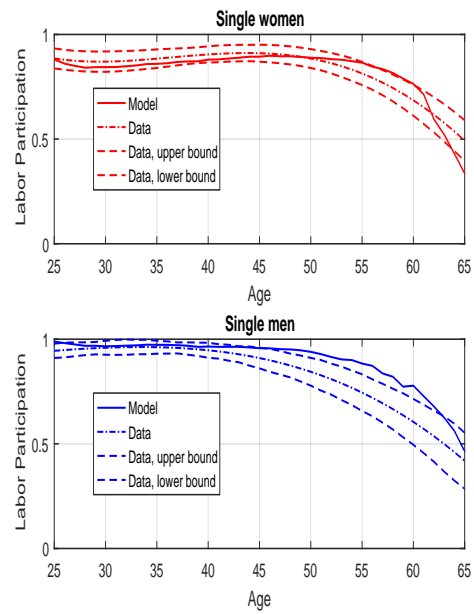 Single women
1
0.5
0
Labor Participation
Model
Data
Data, upper bound
Data, lower bound
25 30 35 40 45 50 55 60 65
Age
Single men
1
0.5
0
Labor Participation
Model
Data
Data, upper bound
Data, lower bound
25 30 35 40 45 50 55 60 65
Age